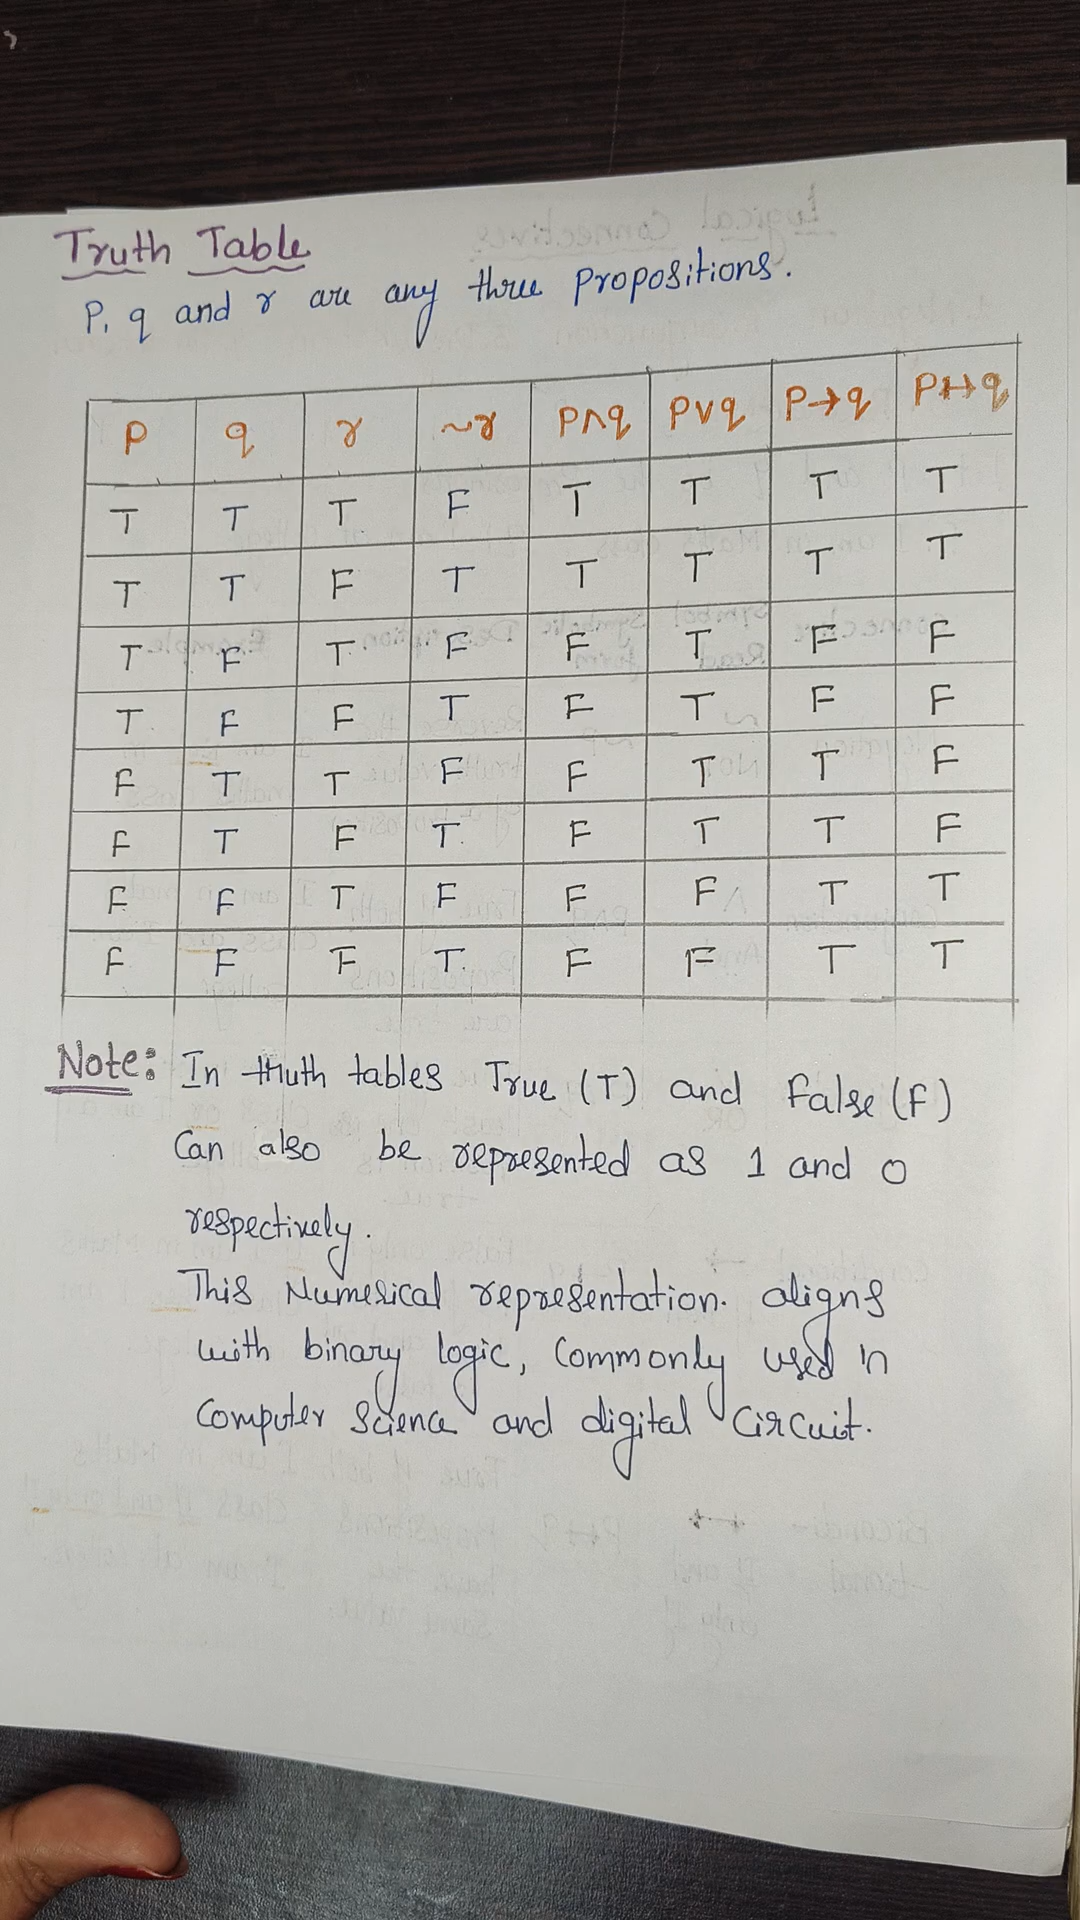 Truth Table
P, q and r are any three Propositions.
P q r ~r P∧q P∨q P→q P↔q
T T T F T T T T
T T F T T T T T
T F T F F T F F
T F F T F T F F
F T T F F T T F
F T F T F T T F
F F T F F F T T
F F F T F F T T
Note: In truth tables True (T) and False (F)
Can also be represented as 1 and 0
respectively.
This Numerical representation. aligns
with binary logic, Commonly used in
Computer Science and digital Circuit.